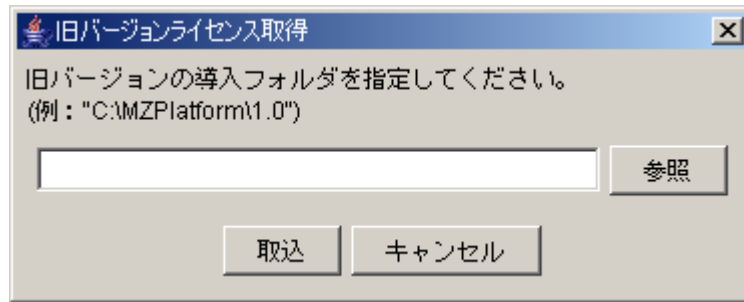 旧バージョンライセンス取得
旧バージョンの導入フォルダを指定してください。
(例："C:\MZPlatform\1.0")
参照
取込
キャンセル